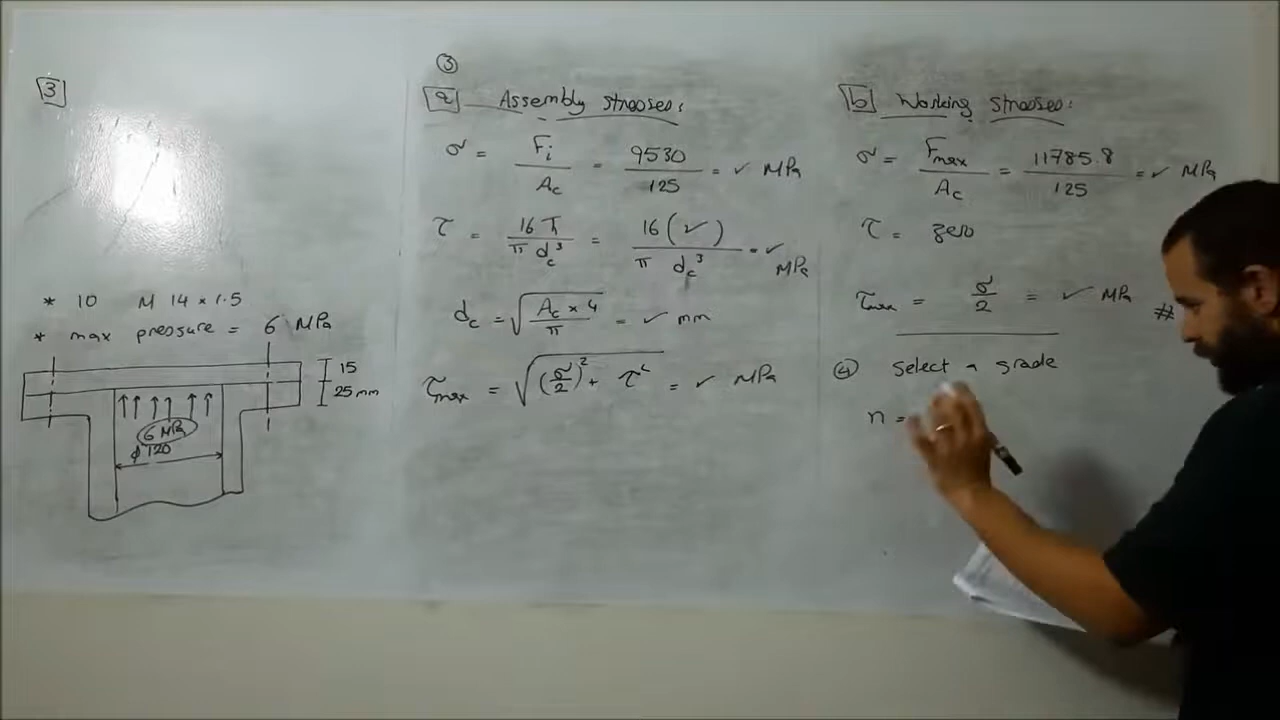 3
* 10 M 14 × 1.5
* max pressure = 6 MPa
15
25 mm
6 MPa
φ 120
③
a Assembly stresses:
σ = Fi / Ac = 9530 / 125 = ✓ MPa
τ = 16 T / π dc³ = 16 (✓) / π dc³ = ✓ MPa
dc = √(Ac × 4 / π) = ✓ mm
τmax = √((σ/2)² + τ²) = ✓ MPa
b Working stresses:
σ = Fmax / Ac = 11785.8 / 125 = ✓ MPa
τ = zero
τmax = σ / 2 = ✓ MPa #
④ Select a grade
n =